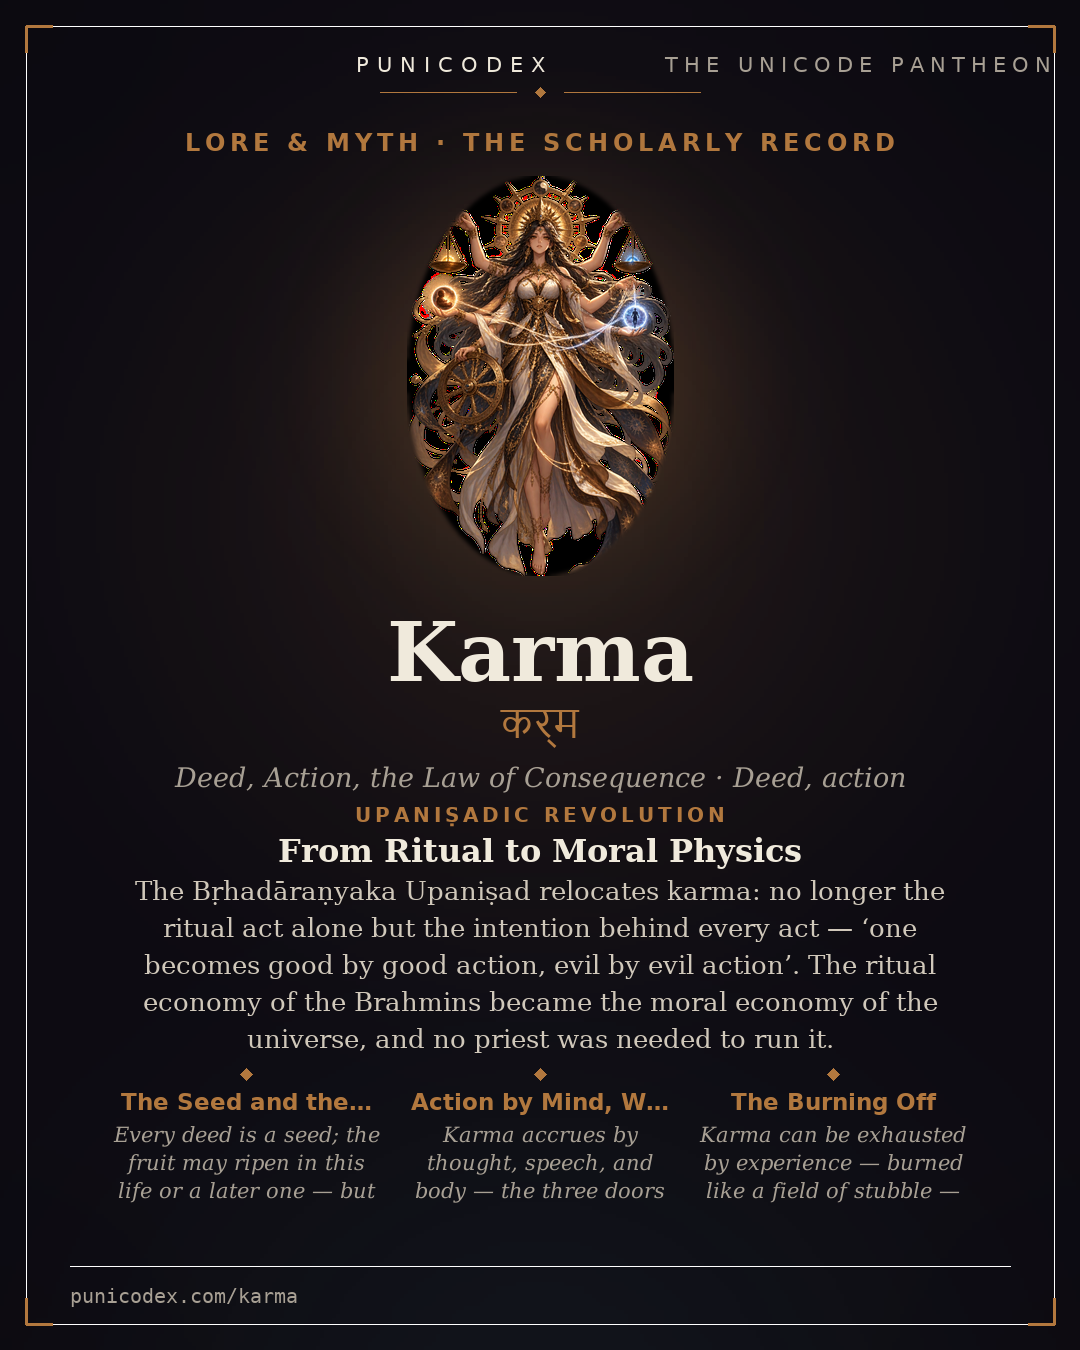 PUNICODEX THE UNICODE PANTHEON
LORE & MYTH · THE SCHOLARLY RECORD
Karma
कर्म
Deed, Action, the Law of Consequence · Deed, action
UPANIṢADIC REVOLUTION
From Ritual to Moral Physics
The Bṛhadāraṇyaka Upaniṣad relocates karma: no longer the
ritual act alone but the intention behind every act — ‘one
becomes good by good action, evil by evil action’. The ritual
economy of the Brahmins became the moral economy of the
universe, and no priest was needed to run it.
The Seed and the…
Every deed is a seed; the
fruit may ripen in this
life or a later one — but
Action by Mind, W…
Karma accrues by
thought, speech, and
body — the three doors
The Burning Off
Karma can be exhausted
by experience — burned
like a field of stubble —
punicodex.com/karma